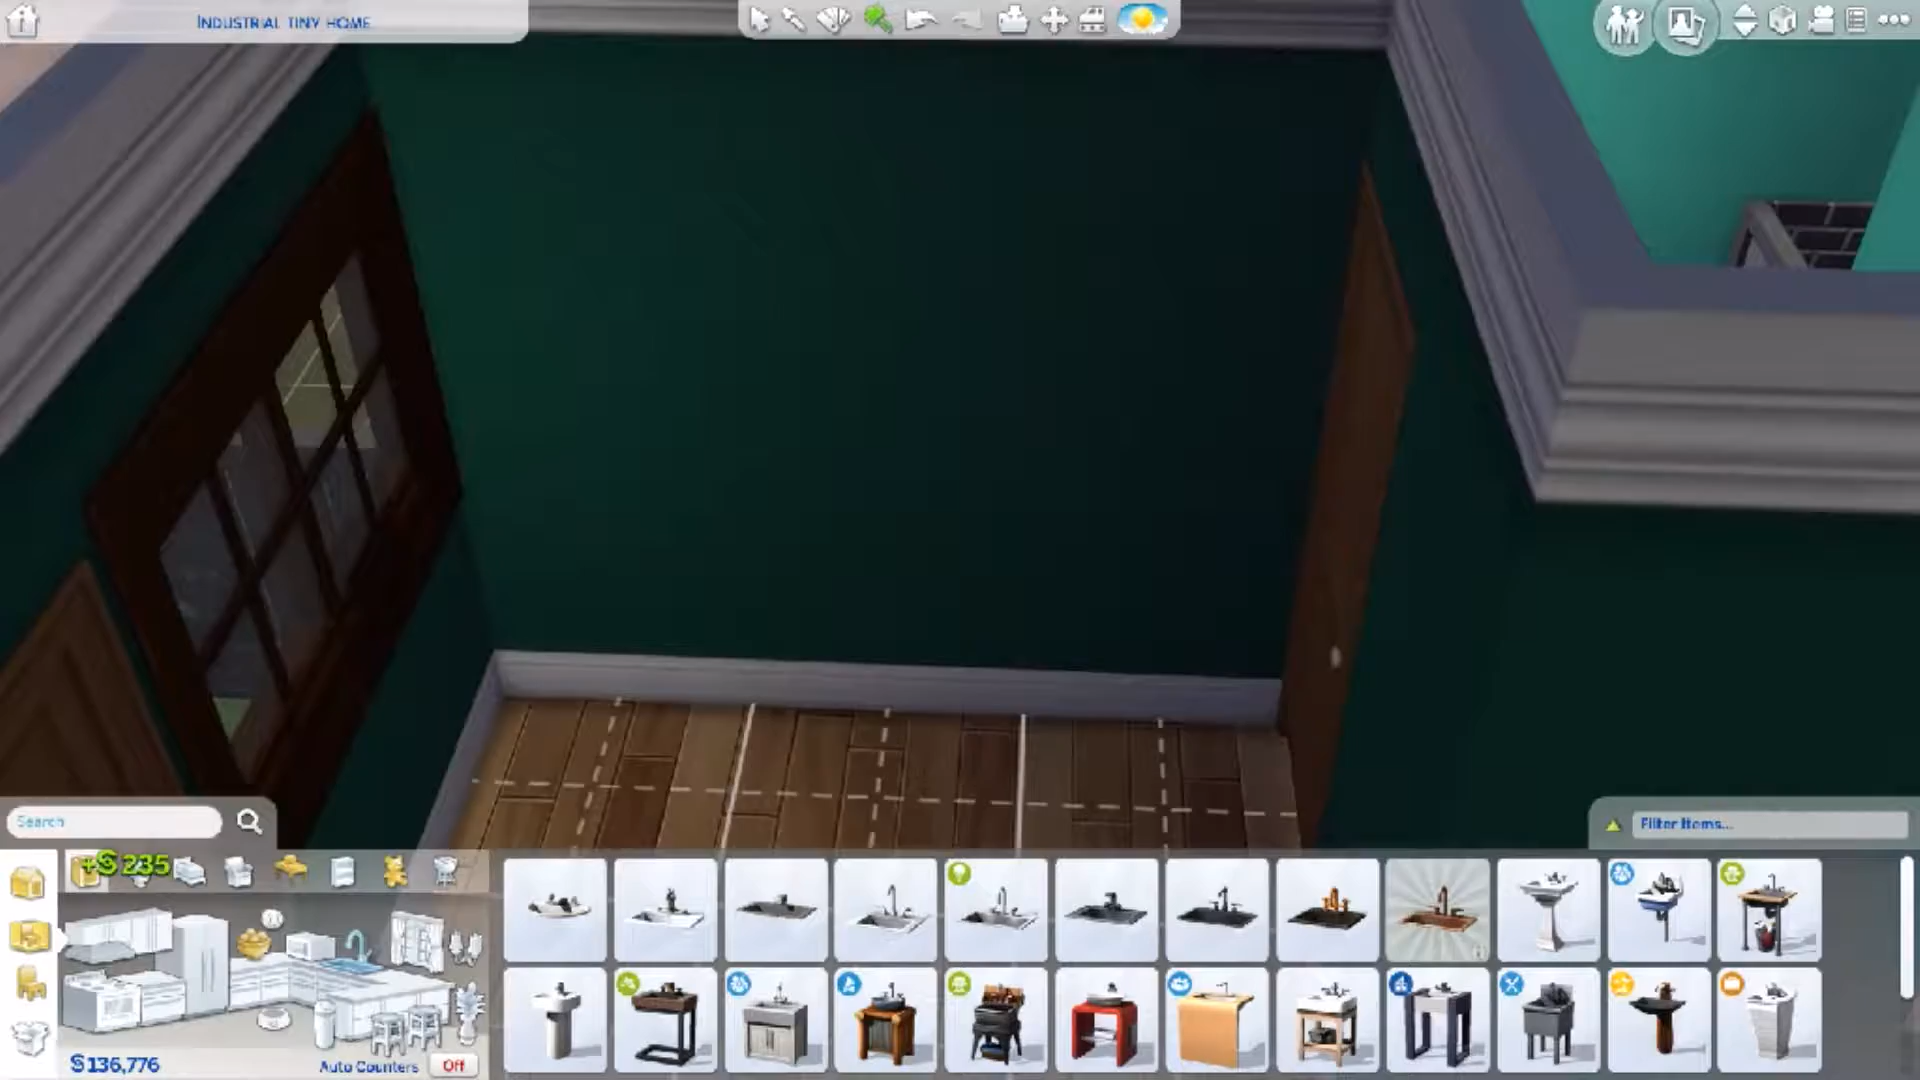 INDUSTRIAL TINY HOME
Search
Filter Items...
+§235
§136,776
Auto Counters
Off